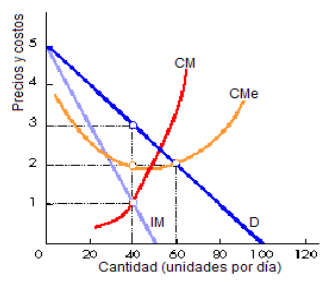 Precios y costos
5
4
3
2
1
CM
CMe
IM
D
0 20 40 60 80 100 120
Cantidad (unidades por día)